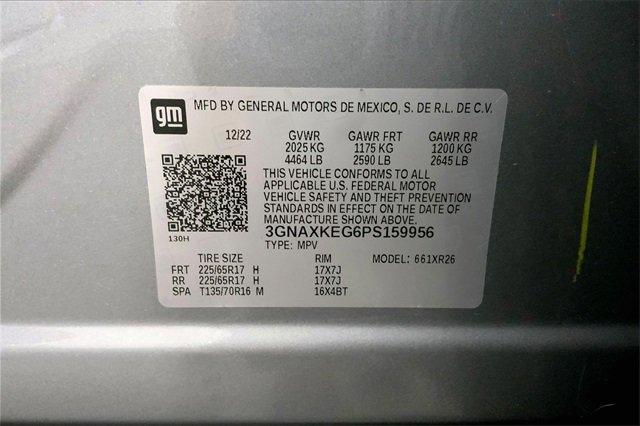 gm
MFD BY GENERAL MOTORS DE MEXICO, S. DE R.L. DE C.V.
12/22 GVWR GAWR FRT GAWR RR
2025 KG 1175 KG 1200 KG
4464 LB 2590 LB 2645 LB
THIS VEHICLE CONFORMS TO ALL
APPLICABLE U.S. FEDERAL MOTOR
VEHICLE SAFETY AND THEFT PREVENTION
STANDARDS IN EFFECT ON THE DATE OF
MANUFACTURE SHOWN ABOVE.
3GNAXKEG6PS159956
130H
TYPE: MPV MODEL: 661XR26
TIRE SIZE RIM
FRT 225/65R17 H 17X7J
RR 225/65R17 H 17X7J
SPA T135/70R16 M 16X4BT